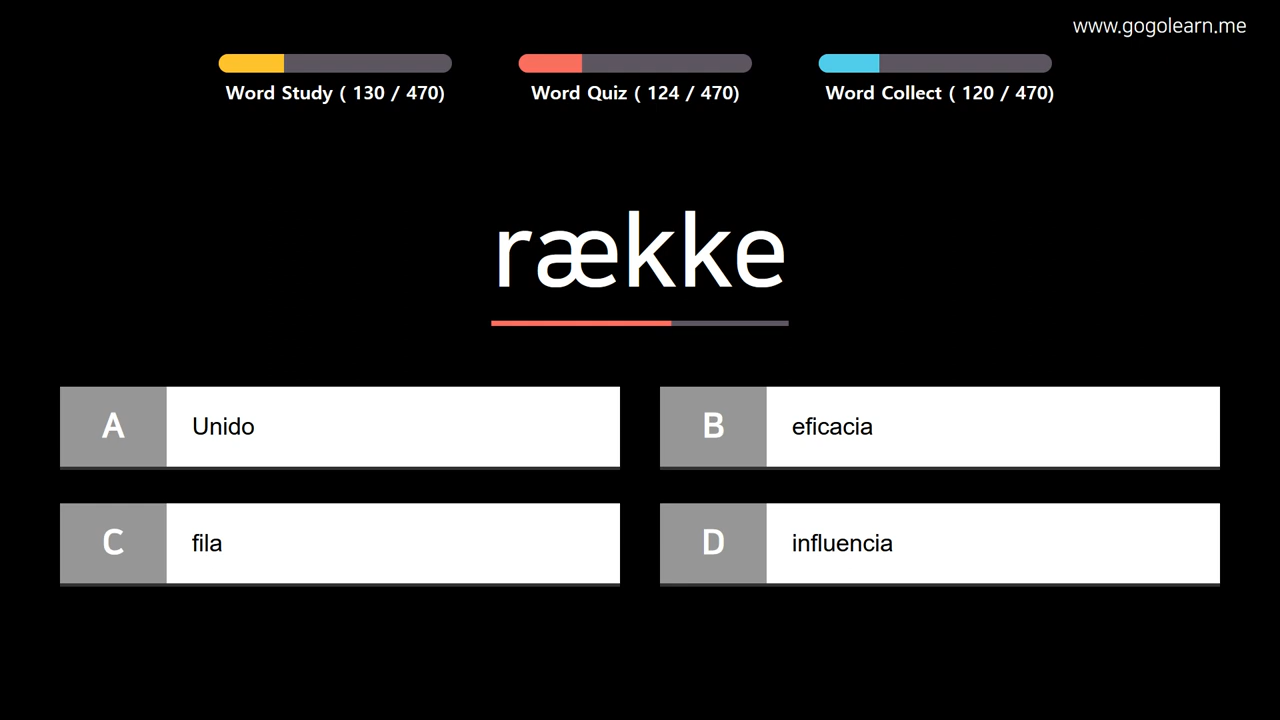 www.gogolearn.me
Word Study ( 130 / 470)
Word Quiz ( 124 / 470)
Word Collect ( 120 / 470)
række
A
Unido
B
eficacia
C
fila
D
influencia